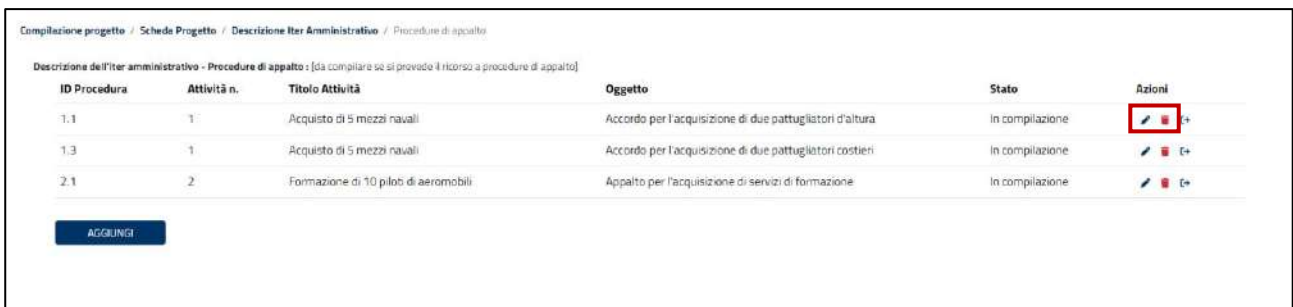 Compilazione progetto / Scheda Progetto / Descrizione Iter Amministrativo / Procedure di appalto
Descrizione dell'iter amministrativo - Procedure di appalto : [da compilare se si prevede il ricorso a procedure di appalto]
ID Procedura Attività n. Titolo Attività Oggetto Stato Azioni
1.1 1 Acquisto di 5 mezzi navali Accordo per l'acquisizione di due pattugliatori d'altura In compilazione
1.3 1 Acquisto di 5 mezzi navali Accordo per l'acquisizione di due pattugliatori costieri In compilazione
2.1 2 Formazione di 10 piloti di aeromobili Appalto per l'acquisizione di servizi di formazione In compilazione
AGGIUNGI